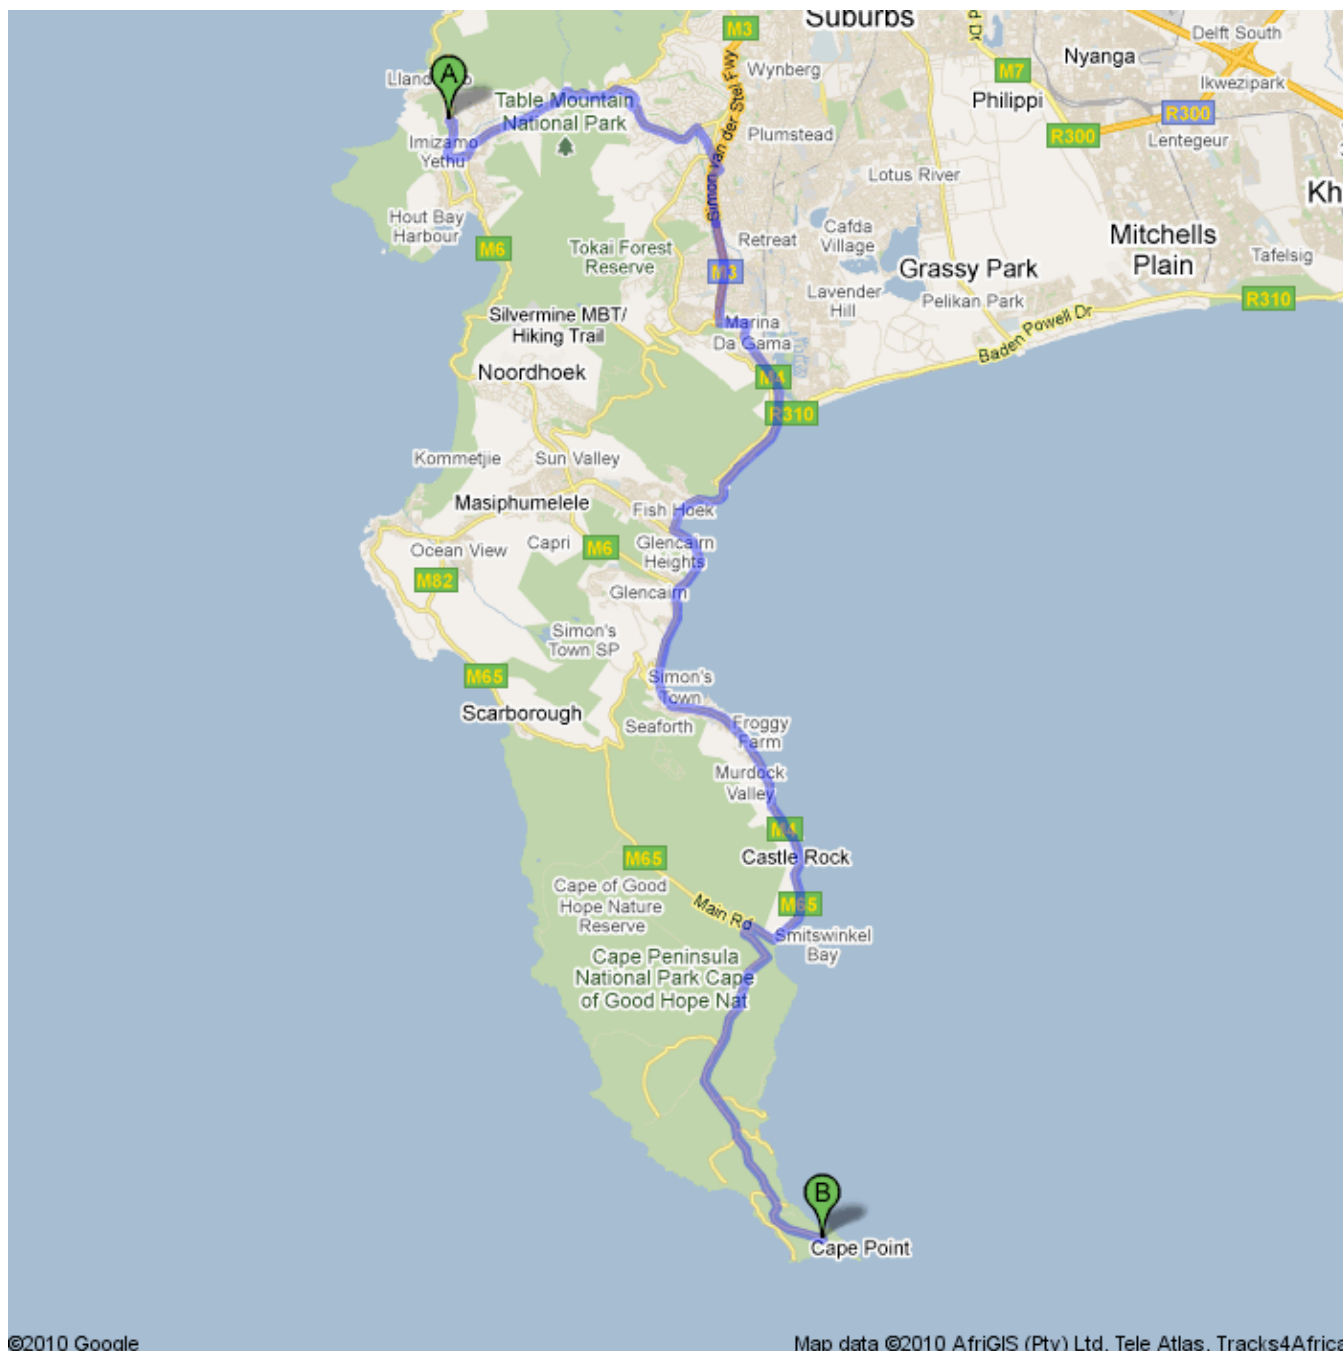 Suburbs
M3
Delft South
Wynberg
Nyanga
Ikwezipark
M7
Philippi
A
Table Mountain
National Park
R300
R300
Lentegeur
Plumstead
Imizamo
Yethu
Simon van der Stel Fwy
Lotus River
Kh
Hout Bay
Harbour
M6
Tokai Forest
Reserve
Retreat
Cafda
Village
Mitchells
Plain
Tafelsig
M3
Grassy Park
Lavender
Hill
Pelikan Park
R310
Silvermine MBT/
Hiking Trail
Marina
Da Gama
Baden Powell Dr
Noordhoek
M4
R310
Kommetjie
Sun Valley
Masiphumelele
Fish Hoek
Ocean View
Capri
M6
Glencairn
Heights
M82
Glencairn
Simon's
Town SP
M65
Simon's
Town
Scarborough
Seaforth
Froggy
Farm
Murdock
Valley
M4
Castle Rock
M65
Cape of Good
Hope Nature
Reserve
Main Rd
M65
Smitswinkel
Bay
Cape Peninsula
National Park Cape
of Good Hope Nat
B
Cape Point
©2010 Google
Map data ©2010 AfriGIS (Pty) Ltd, Tele Atlas, Tracks4Africa